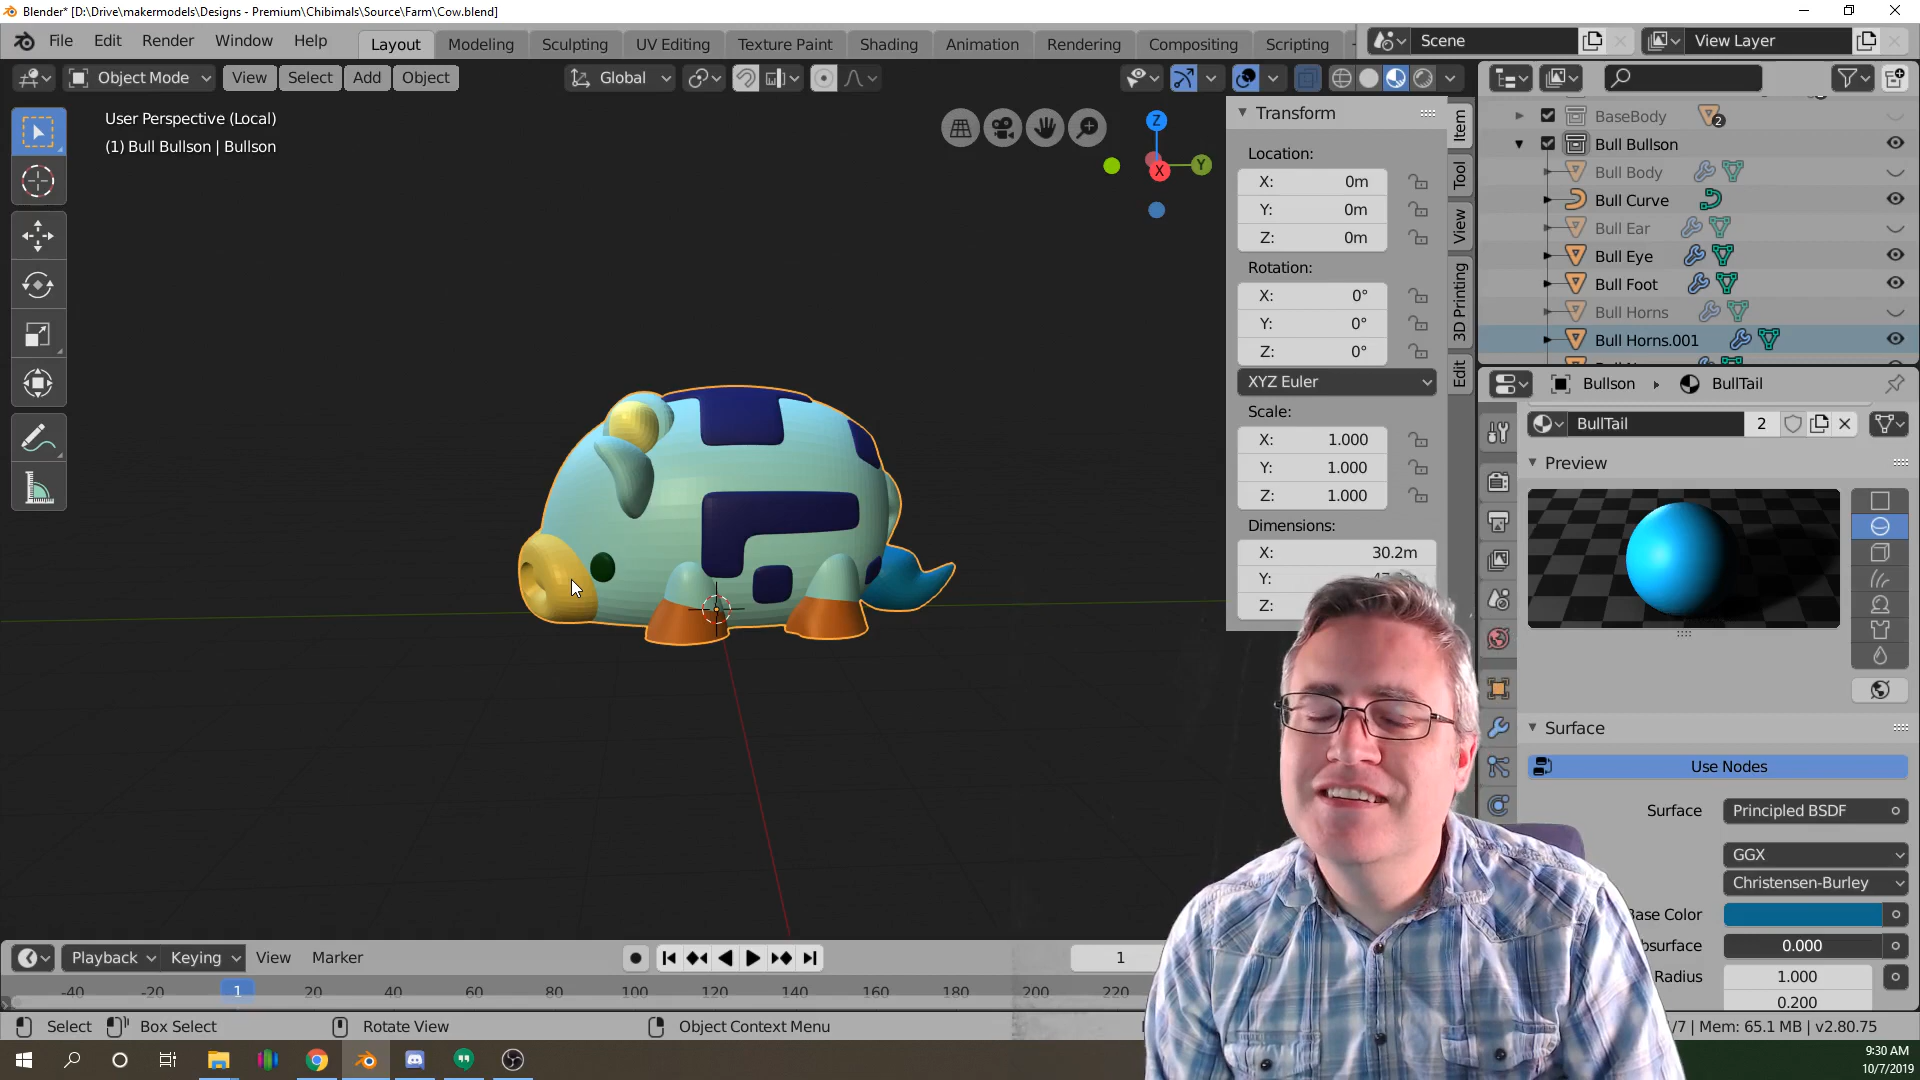 Blender* [D:\Drive\makermodels\Designs - Premium\Chibimals\Source\Farm\Cow.blend]
File Edit Render Window Help Layout Modeling Sculpting UV Editing Texture Paint Shading Animation Rendering Compositing Scripting Scene View Layer
Object Mode View Select Add Object Global
User Perspective (Local)
(1) Bull Bullson | Bullson
Z
Y
X
Transform
Location:
X: 0m
Y: 0m
Z: 0m
Rotation:
X: 0°
Y: 0°
Z: 0°
XYZ Euler
Scale:
X: 1.000
Y: 1.000
Z: 1.000
Dimensions:
X: 30.2m
Y:
Z:
Item
Tool
View
3D Printing
Edit
BaseBody 2
Bull Bullson
Bull Body
Bull Curve
Bull Ear
Bull Eye
Bull Foot
Bull Horns
Bull Horns.001
Bullson BullTail
BullTail 2
Preview
Surface
Use Nodes
Surface Principled BSDF
GGX
Christensen-Burley
Base Color
bsurface 0.000
Radius 1.000
0.200
Playback Keying View Marker 1
-40 -20 1 20 40 60 80 100 120 140 160 180 200 220
Select Box Select Rotate View Object Context Menu /7 | Mem: 65.1 MB | v2.80.75
9:30 AM
10/7/2019